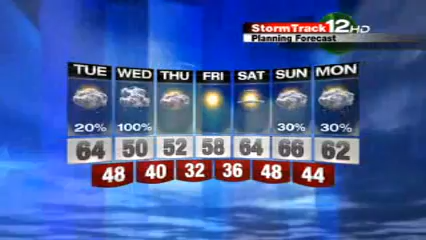 StormTrack 12 HD
Planning Forecast
TUE WED THU FRI SAT SUN MON
20% 100% 30% 30%
64 50 52 58 64 66 62
48 40 32 36 48 44